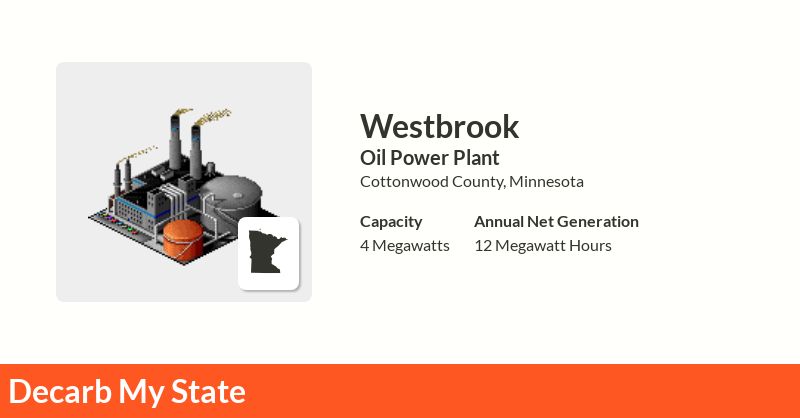 Westbrook
Oil Power Plant
Cottonwood County, Minnesota
Capacity Annual Net Generation
4 Megawatts 12 Megawatt Hours
Decarb My State